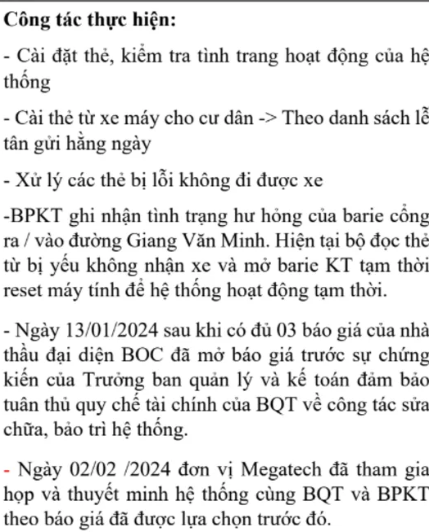 Công tác thực hiện:
- Cài đặt thẻ, kiểm tra tình trang hoạt động của hệ
thống
- Cài thẻ từ xe máy cho cư dân -> Theo danh sách lễ
tân gửi hằng ngày
- Xử lý các thẻ bị lỗi không đi được xe
-BPKT ghi nhận tình trạng hư hỏng của barie cổng
ra / vào đường Giang Văn Minh. Hiện tại bộ đọc thẻ
từ bị yếu không nhận xe và mở barie KT tạm thời
reset máy tính để hệ thống hoạt động tạm thời.
- Ngày 13/01/2024 sau khi có đủ 03 báo giá của nhà
thầu đại diện BOC đã mở báo giá trước sự chứng
kiến của Trưởng ban quản lý và kế toán đảm bảo
tuân thủ quy chế tài chính của BQT về công tác sửa
chữa, bảo trì hệ thống.
- Ngày 02/02 /2024 đơn vị Megatech đã tham gia
họp và thuyết minh hệ thống cùng BQT và BPKT
theo báo giá đã được lựa chọn trước đó.